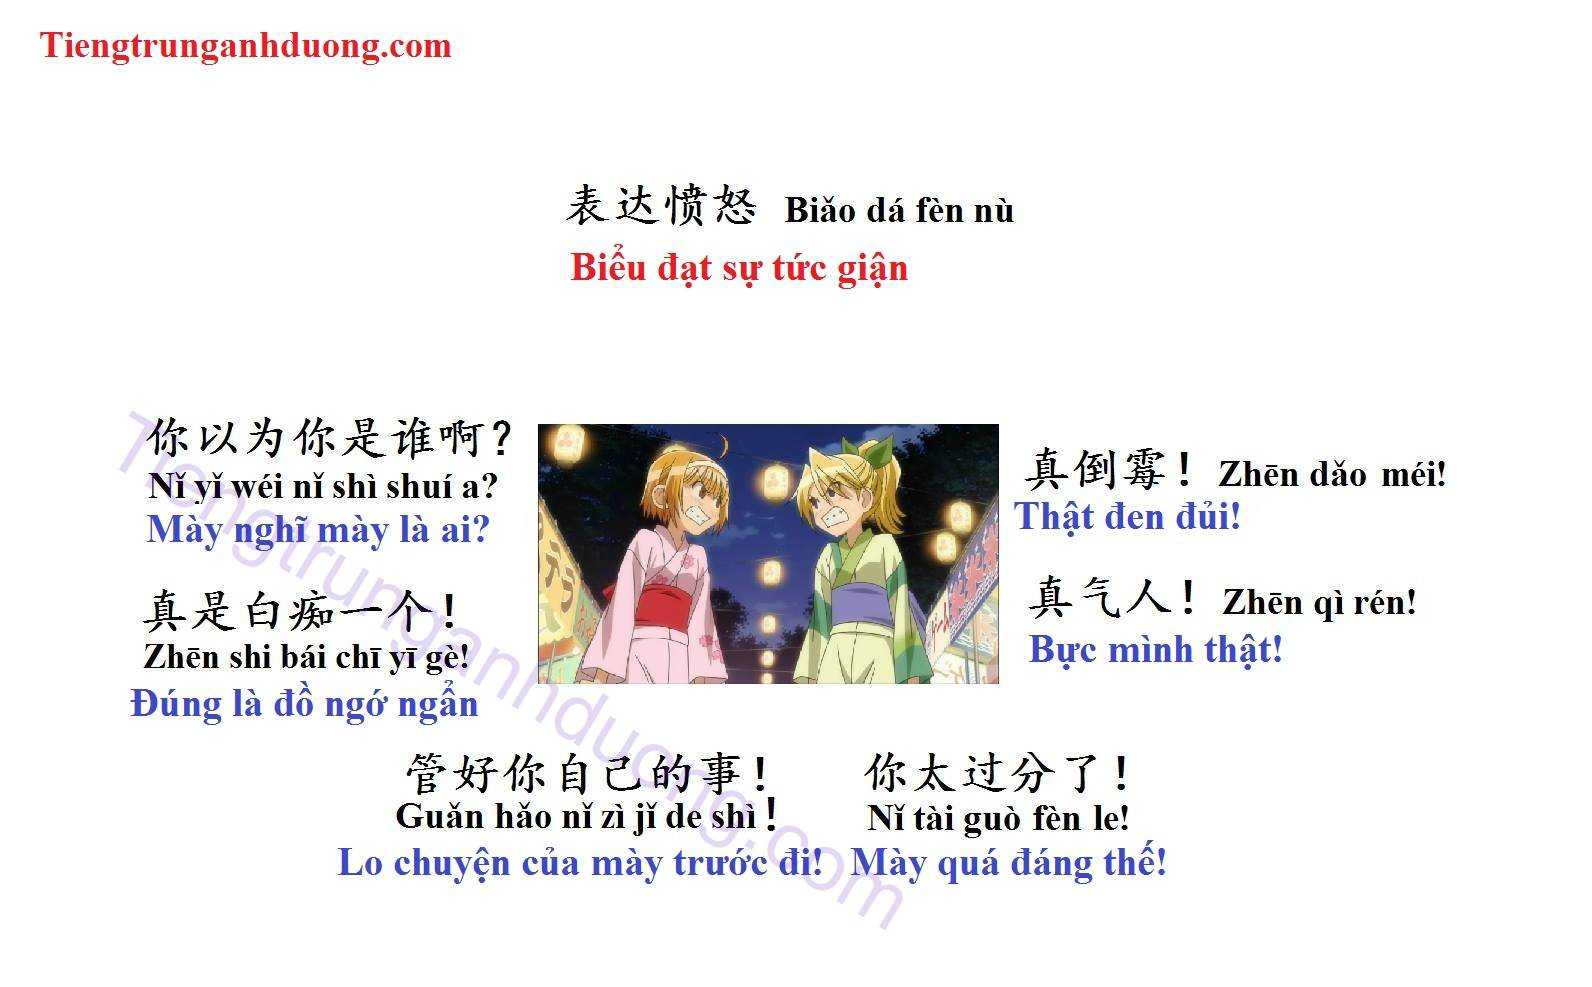 Tiengtrunganhduong.com
表达愤怒 Biǎo dá fèn nù
Biểu đạt sự tức giận
你以为你是谁啊?
Nǐ yǐ wéi nǐ shì shuí a?
Mày nghĩ mày là ai?
真是白痴一个!
Zhēn shi bái chī yī gè!
Đúng là đồ ngớ ngẩn
真倒霉! Zhēn dǎo méi!
Thật đen đủi!
真气人! Zhēn qì rén!
Bực mình thật!
管好你自己的事!
Guǎn hǎo nǐ zì jǐ de shì!
Lo chuyện của mày trước đi!
你太过分了!
Nǐ tài guò fèn le!
Mày quá đáng thế!
Tiengtrunganhduong.com